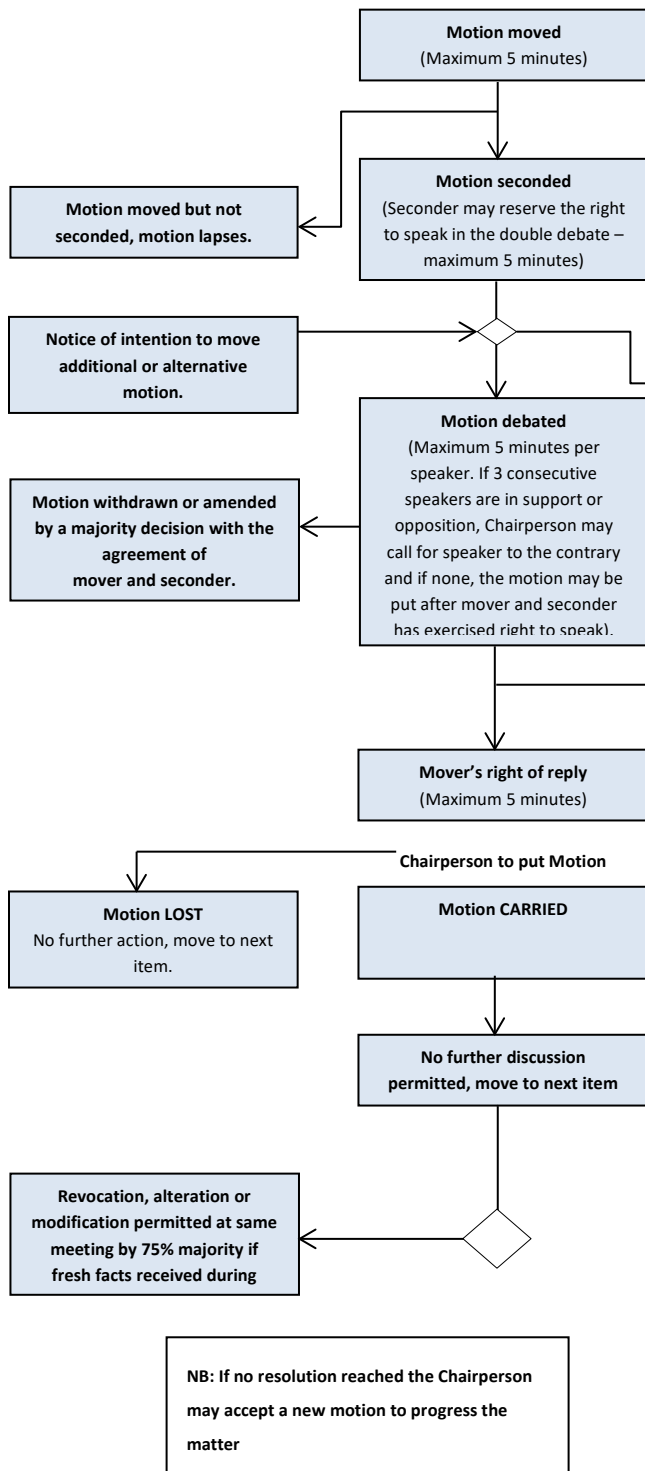 Motion moved
(Maximum 5 minutes)
Motion seconded
(Seconder may reserve the right
to speak in the double debate –
maximum 5 minutes)
Motion moved but not
seconded, motion lapses.
Notice of intention to move
additional or alternative
motion.
Motion debated
(Maximum 5 minutes per
speaker. If 3 consecutive
speakers are in support or
opposition, Chairperson may
call for speaker to the contrary
and if none, the motion may be
put after mover and seconder
has exercised right to speak).
Motion withdrawn or amended
by a majority decision with the
agreement of
mover and seconder.
Mover’s right of reply
(Maximum 5 minutes)
Chairperson to put Motion
Motion LOST
No further action, move to next
item.
Motion CARRIED
No further discussion
permitted, move to next item
Revocation, alteration or
modification permitted at same
meeting by 75% majority if
fresh facts received during
NB: If no resolution reached the Chairperson
may accept a new motion to progress the
matter